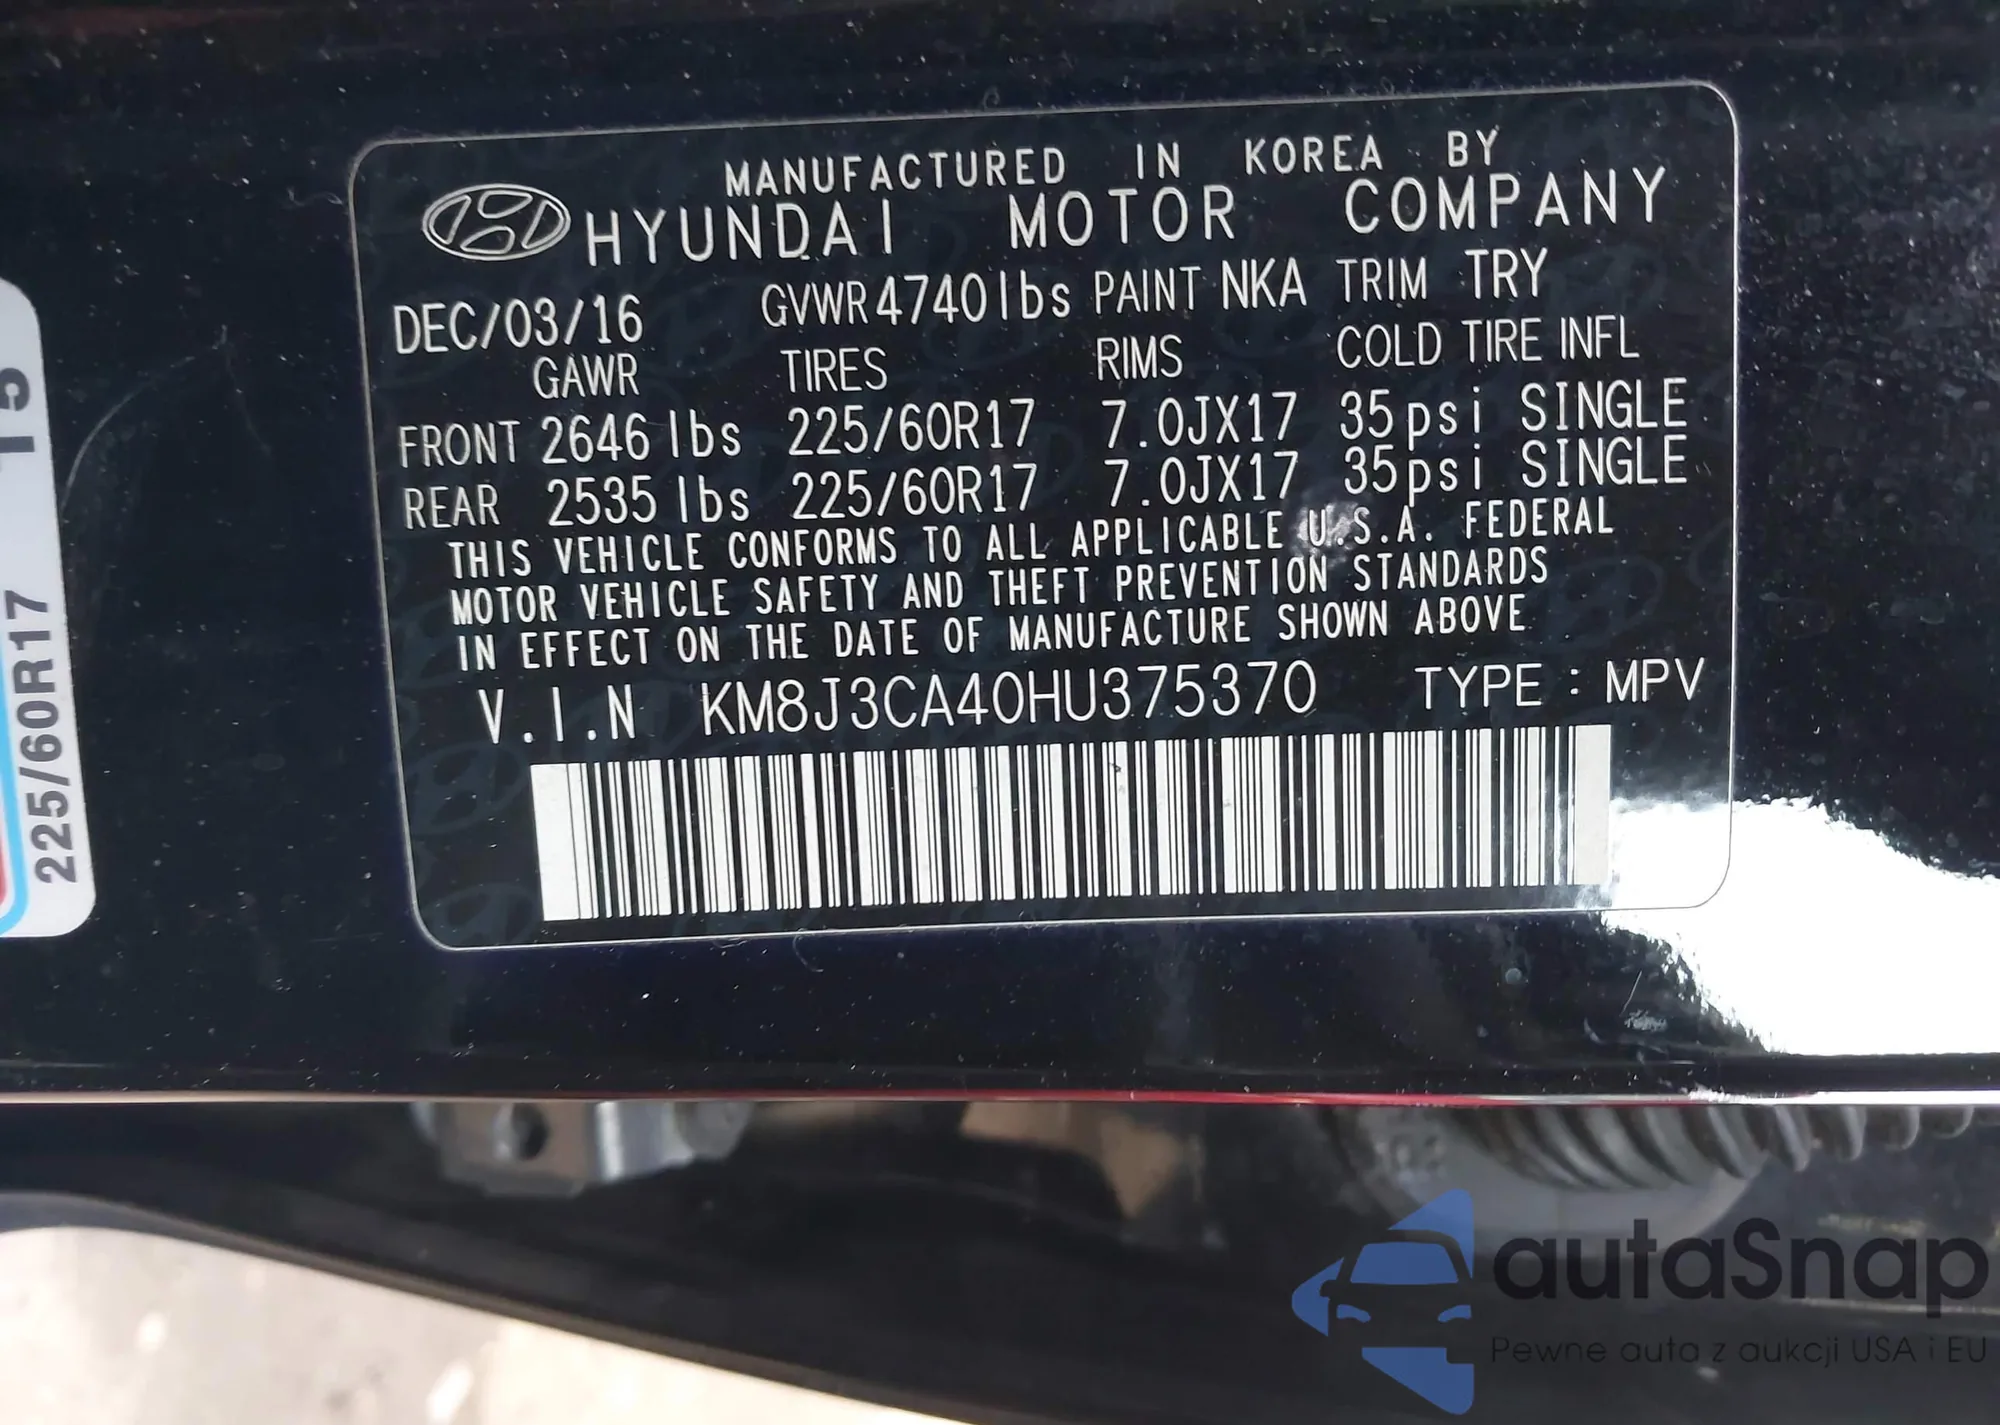 MANUFACTURED IN KOREA BY
HYUNDAI MOTOR COMPANY
DEC/03/16 GVWR 4740lbs PAINT NKA TRIM TRY
GAWR TIRES RIMS COLD TIRE INFL
FRONT 2646 lbs 225/60R17 7.0JX17 35psi SINGLE
REAR 2535 lbs 225/60R17 7.0JX17 35psi SINGLE
THIS VEHICLE CONFORMS TO ALL APPLICABLE U.S.A. FEDERAL
MOTOR VEHICLE SAFETY AND THEFT PREVENTION STANDARDS
IN EFFECT ON THE DATE OF MANUFACTURE SHOWN ABOVE
V.I.N KM8J3CA40HU375370 TYPE : MPV
225/60R17
autaSnap
Pewne auta z aukcji USA i EU